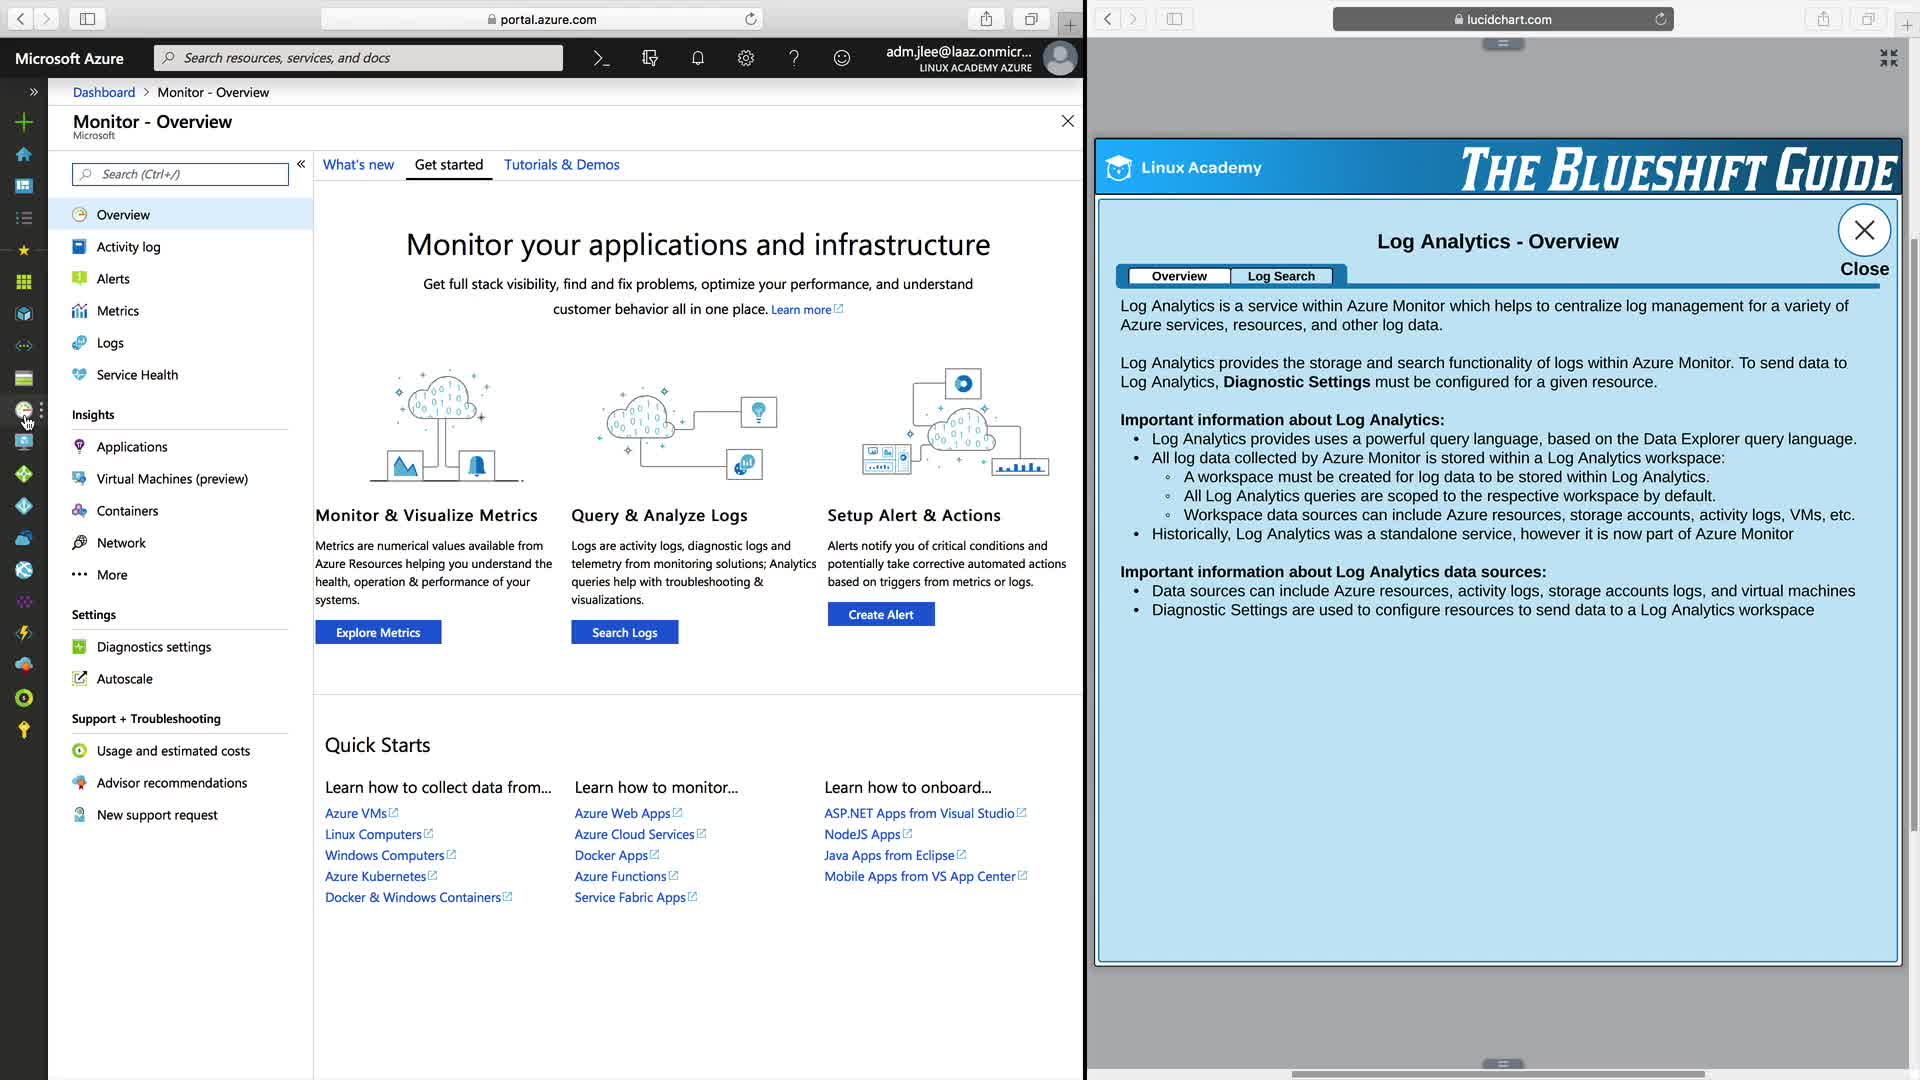 portal.azure.com
lucidchart.com
Microsoft Azure
Search resources, services, and docs
adm.jlee@laaz.onmicr...
LINUX ACADEMY AZURE
Dashboard > Monitor - Overview
Monitor - Overview
Microsoft
Search (Ctrl+/)
Overview
Activity log
Alerts
Metrics
Logs
Service Health
Insights
Applications
Virtual Machines (preview)
Containers
Network
More
Settings
Diagnostics settings
Autoscale
Support + Troubleshooting
Usage and estimated costs
Advisor recommendations
New support request
What's new
Get started
Tutorials & Demos
Monitor your applications and infrastructure
Get full stack visibility, find and fix problems, optimize your performance, and understand
customer behavior all in one place. Learn more
Monitor & Visualize Metrics
Metrics are numerical values available from
Azure Resources helping you understand the
health, operation & performance of your
systems.
Explore Metrics
Query & Analyze Logs
Logs are activity logs, diagnostic logs and
telemetry from monitoring solutions; Analytics
queries help with troubleshooting &
visualizations.
Search Logs
Setup Alert & Actions
Alerts notify you of critical conditions and
potentially take corrective automated actions
based on triggers from metrics or logs.
Create Alert
Quick Starts
Learn how to collect data from...
Azure VMs
Linux Computers
Windows Computers
Azure Kubernetes
Docker & Windows Containers
Learn how to monitor...
Azure Web Apps
Azure Cloud Services
Docker Apps
Azure Functions
Service Fabric Apps
Learn how to onboard...
ASP.NET Apps from Visual Studio
NodeJS Apps
Java Apps from Eclipse
Mobile Apps from VS App Center
Linux Academy
THE BLUESHIFT GUIDE
Log Analytics - Overview
Close
Overview
Log Search
Log Analytics is a service within Azure Monitor which helps to centralize log management for a variety of
Azure services, resources, and other log data.
Log Analytics provides the storage and search functionality of logs within Azure Monitor. To send data to
Log Analytics, Diagnostic Settings must be configured for a given resource.
Important information about Log Analytics:
• Log Analytics provides uses a powerful query language, based on the Data Explorer query language.
• All log data collected by Azure Monitor is stored within a Log Analytics workspace:
◦ A workspace must be created for log data to be stored within Log Analytics.
◦ All Log Analytics queries are scoped to the respective workspace by default.
◦ Workspace data sources can include Azure resources, storage accounts, activity logs, VMs, etc.
• Historically, Log Analytics was a standalone service, however it is now part of Azure Monitor
Important information about Log Analytics data sources:
• Data sources can include Azure resources, activity logs, storage accounts logs, and virtual machines
• Diagnostic Settings are used to configure resources to send data to a Log Analytics workspace